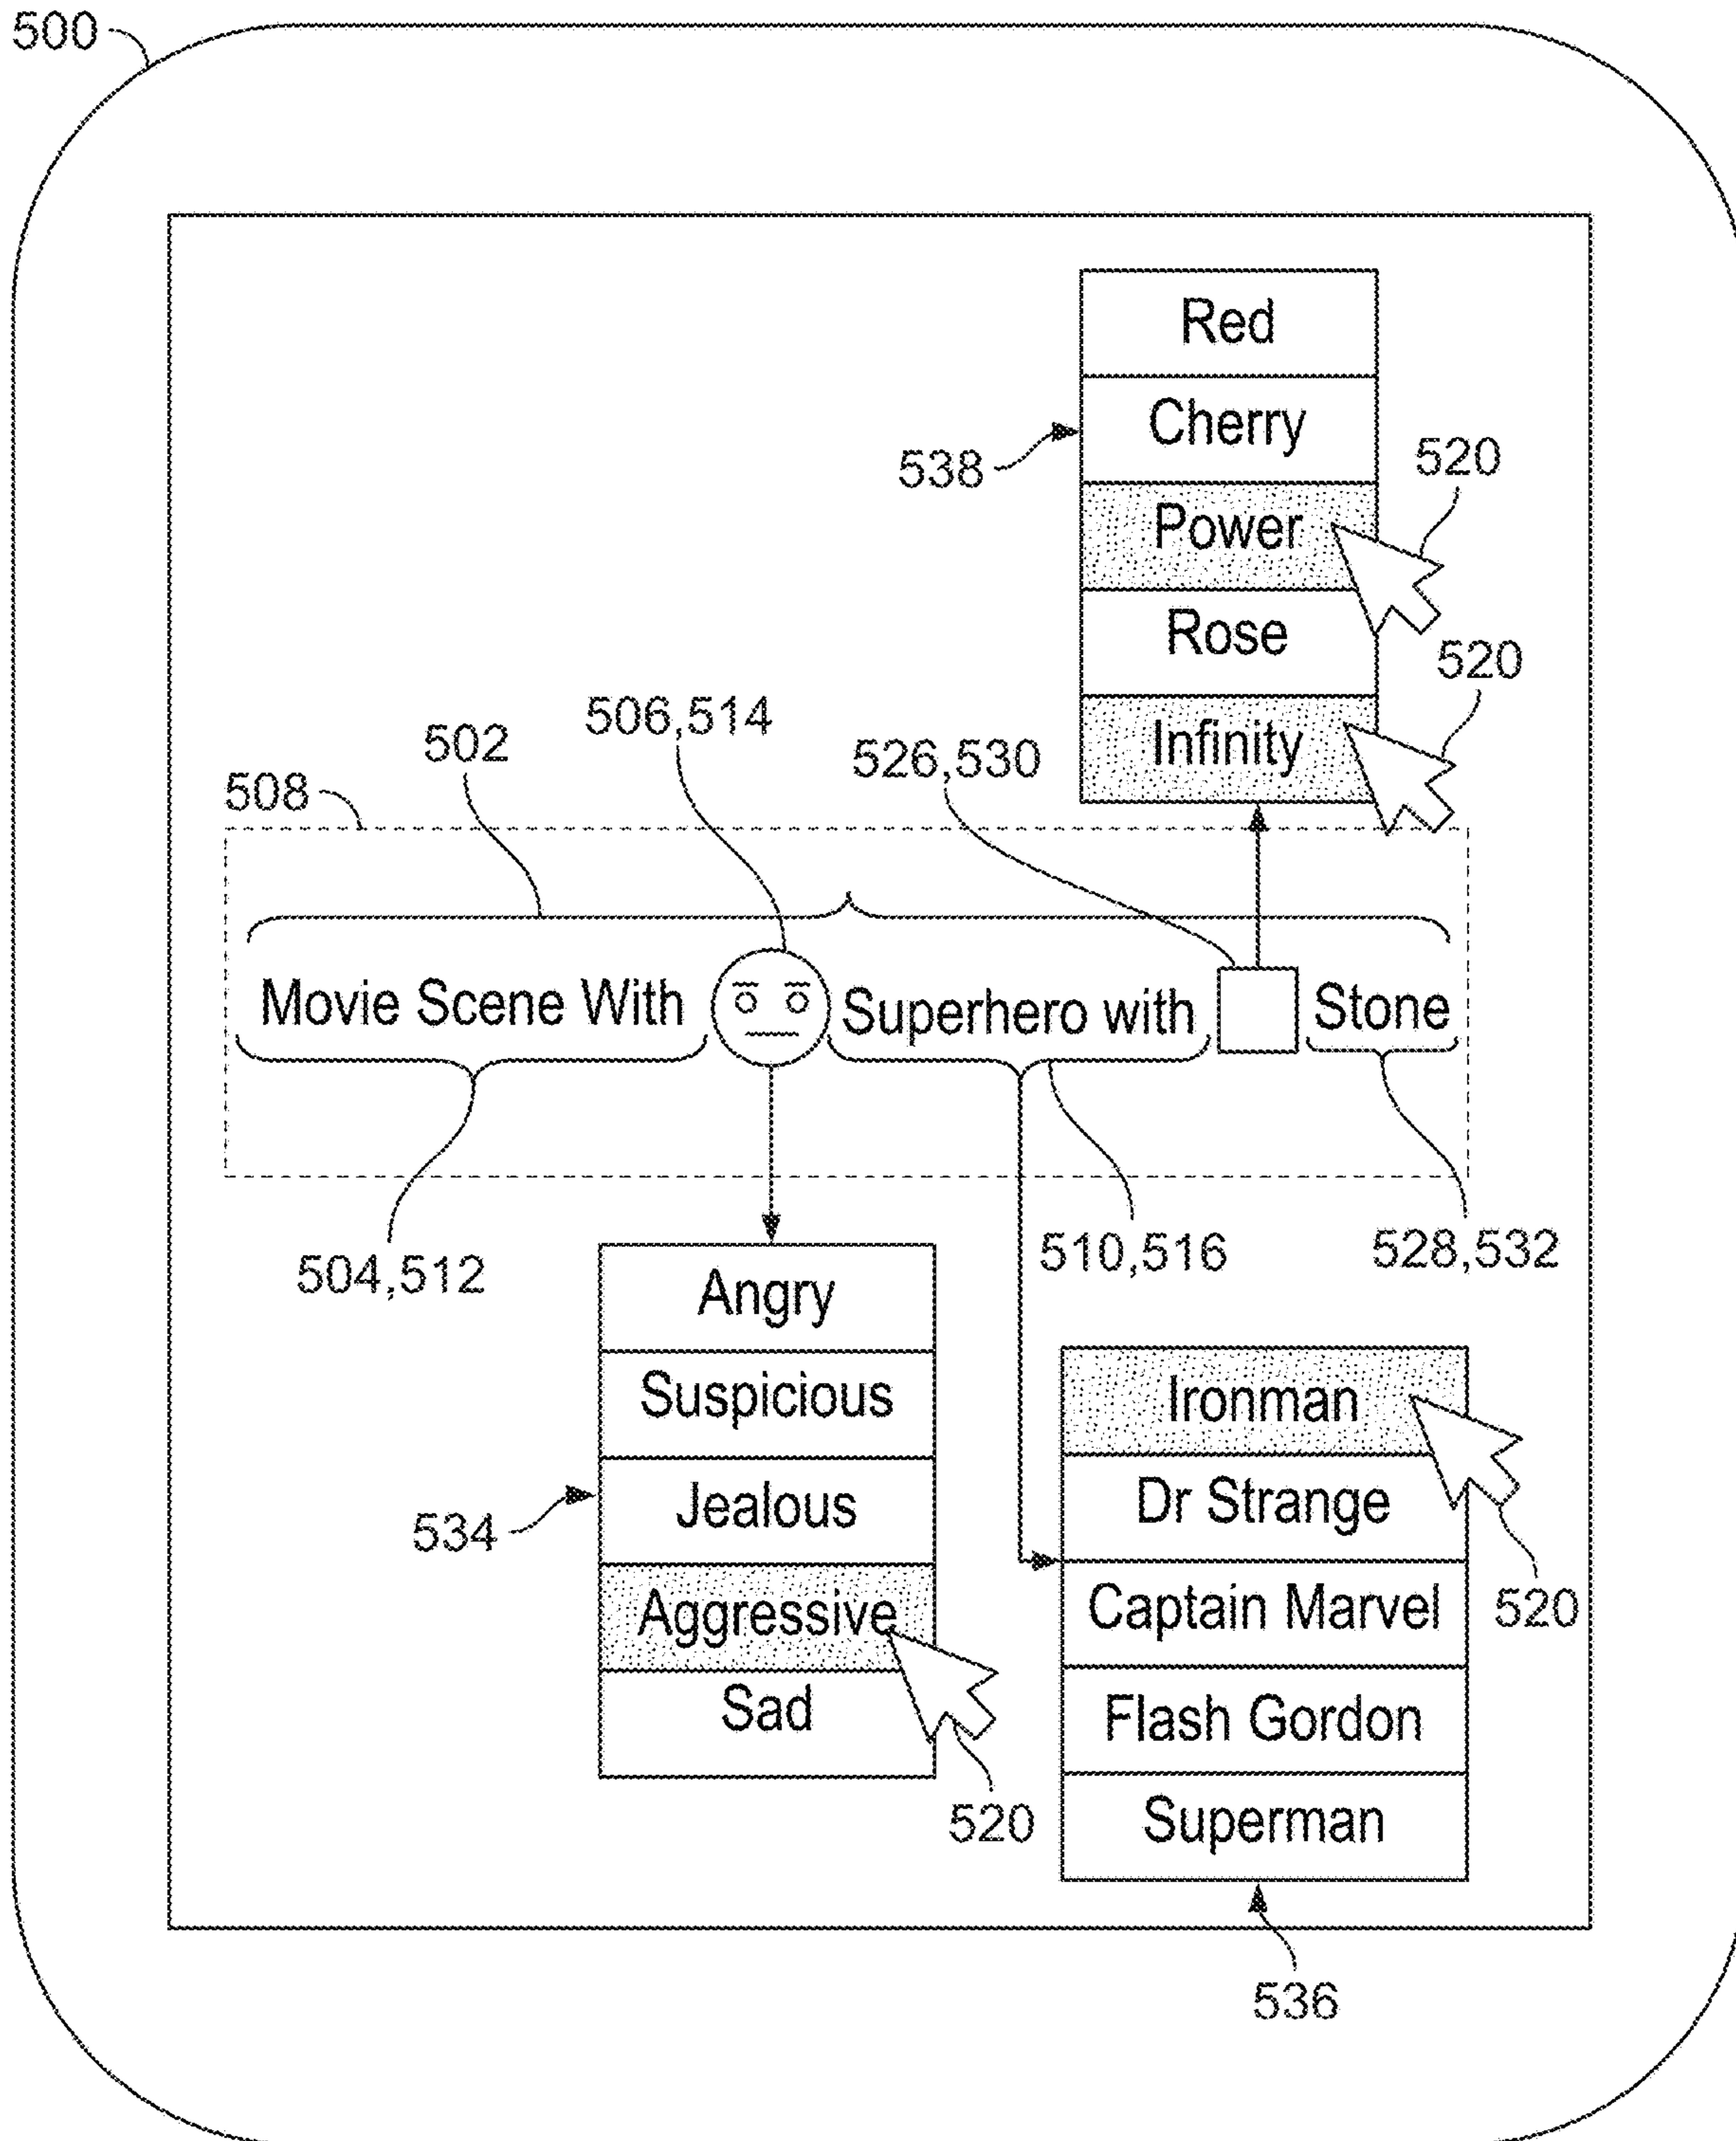 500
Red
Cherry
538
520
Power
Rose
520
Infinity
506,514
526,530
502
508
Movie Scene With Superhero with Stone
504,512
510,516
528,532
Angry
Suspicious
Jealous
Aggressive
Sad
534
520
Ironman
Dr Strange
Captain Marvel
Flash Gordon
Superman
520
536